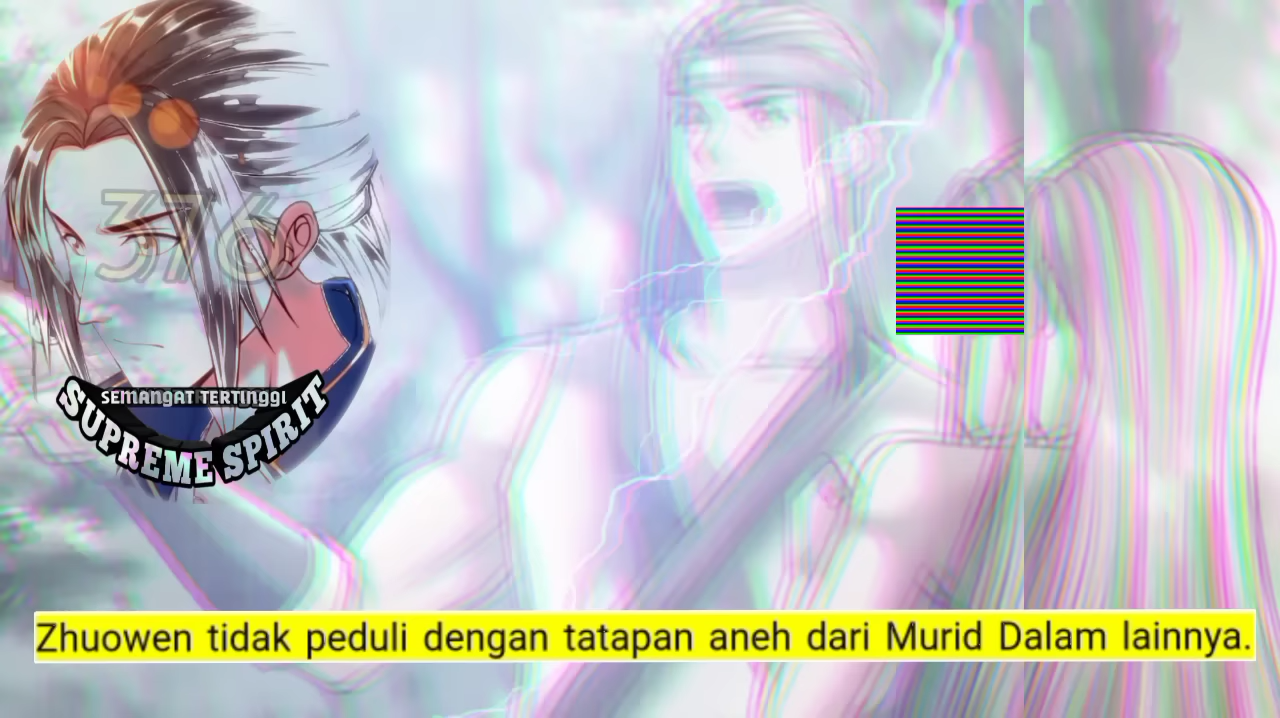 376
SEMANGAT TERTINGGI
SUPREME SPIRIT
Zhuowen tidak peduli dengan tatapan aneh dari Murid Dalam lainnya.